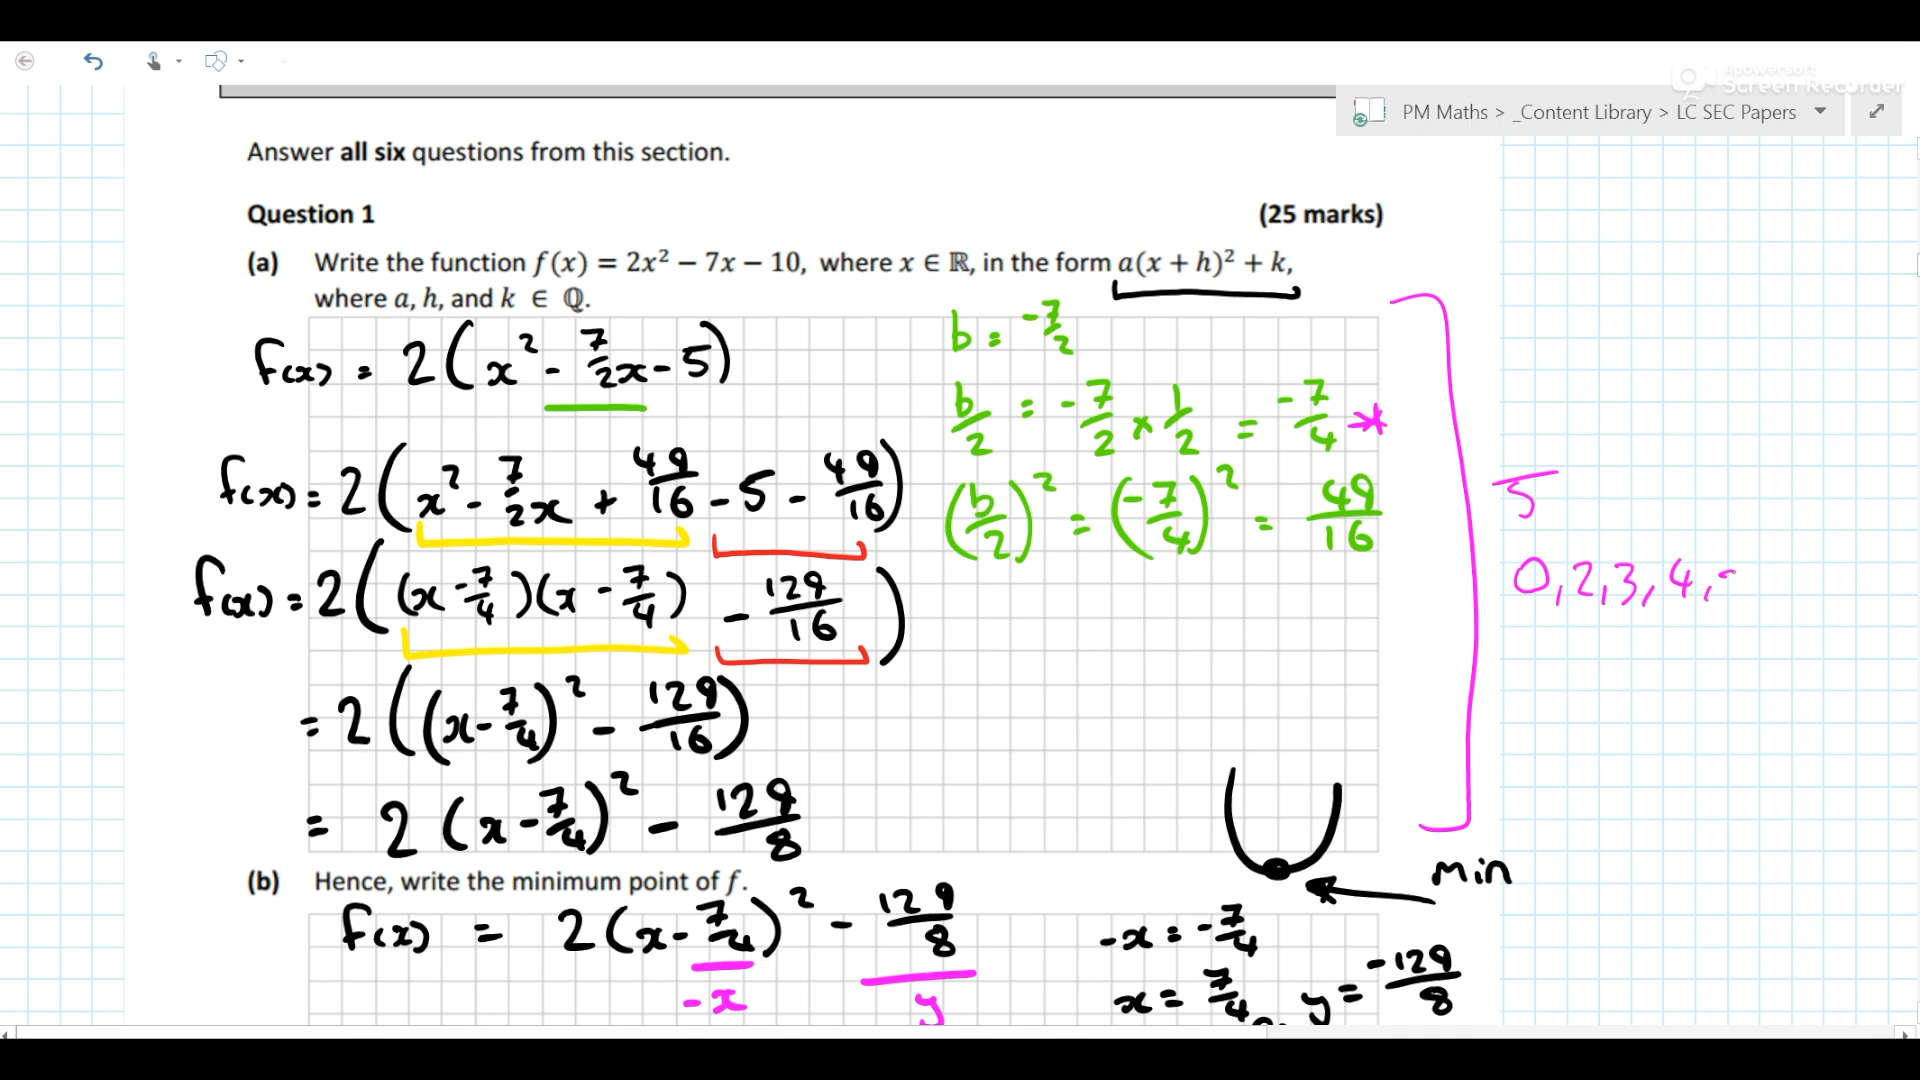 Apowersoft
Screen Recorder
PM Maths > _Content Library > LC SEC Papers
Answer all six questions from this section.
Question 1 (25 marks)
(a) Write the function f(x) = 2x² − 7x − 10, where x ∈ ℝ, in the form a(x + h)² + k,
where a, h, and k ∈ ℚ.
f(x) = 2(x² - 7/2x - 5)
b = -7/2
b/2 = -7/2 × 1/2 = -7/4 *
f(x) = 2(x² - 7/2x + 49/16 - 5 - 49/16)
(b/2)² = (-7/4)² = 49/16
5
0,2,3,4,
f(x) = 2((x - 7/4)(x - 7/4) - 129/16)
= 2((x - 7/4)² - 129/16)
= 2(x - 7/4)² - 129/8
Min
(b) Hence, write the minimum point of f.
f(x) = 2(x - 7/4)² - 129/8
-x = -7/4
-x y
x = 7/4, y = -129/8